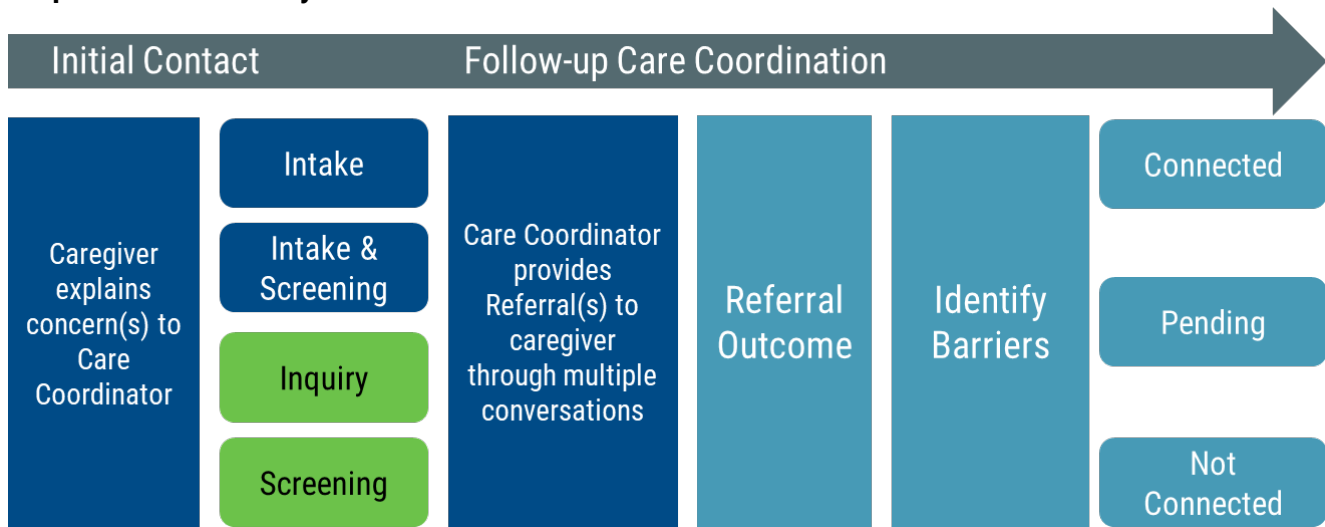 Initial Contact
Follow-up Care Coordination
Caregiver
explains
concern(s) to
Care
Coordinator
Intake
Intake &
Screening
Inquiry
Screening
Care Coordinator
provides
Referral(s) to
caregiver
through multiple
conversations
Referral
Outcome
Identify
Barriers
Connected
Pending
Not
Connected